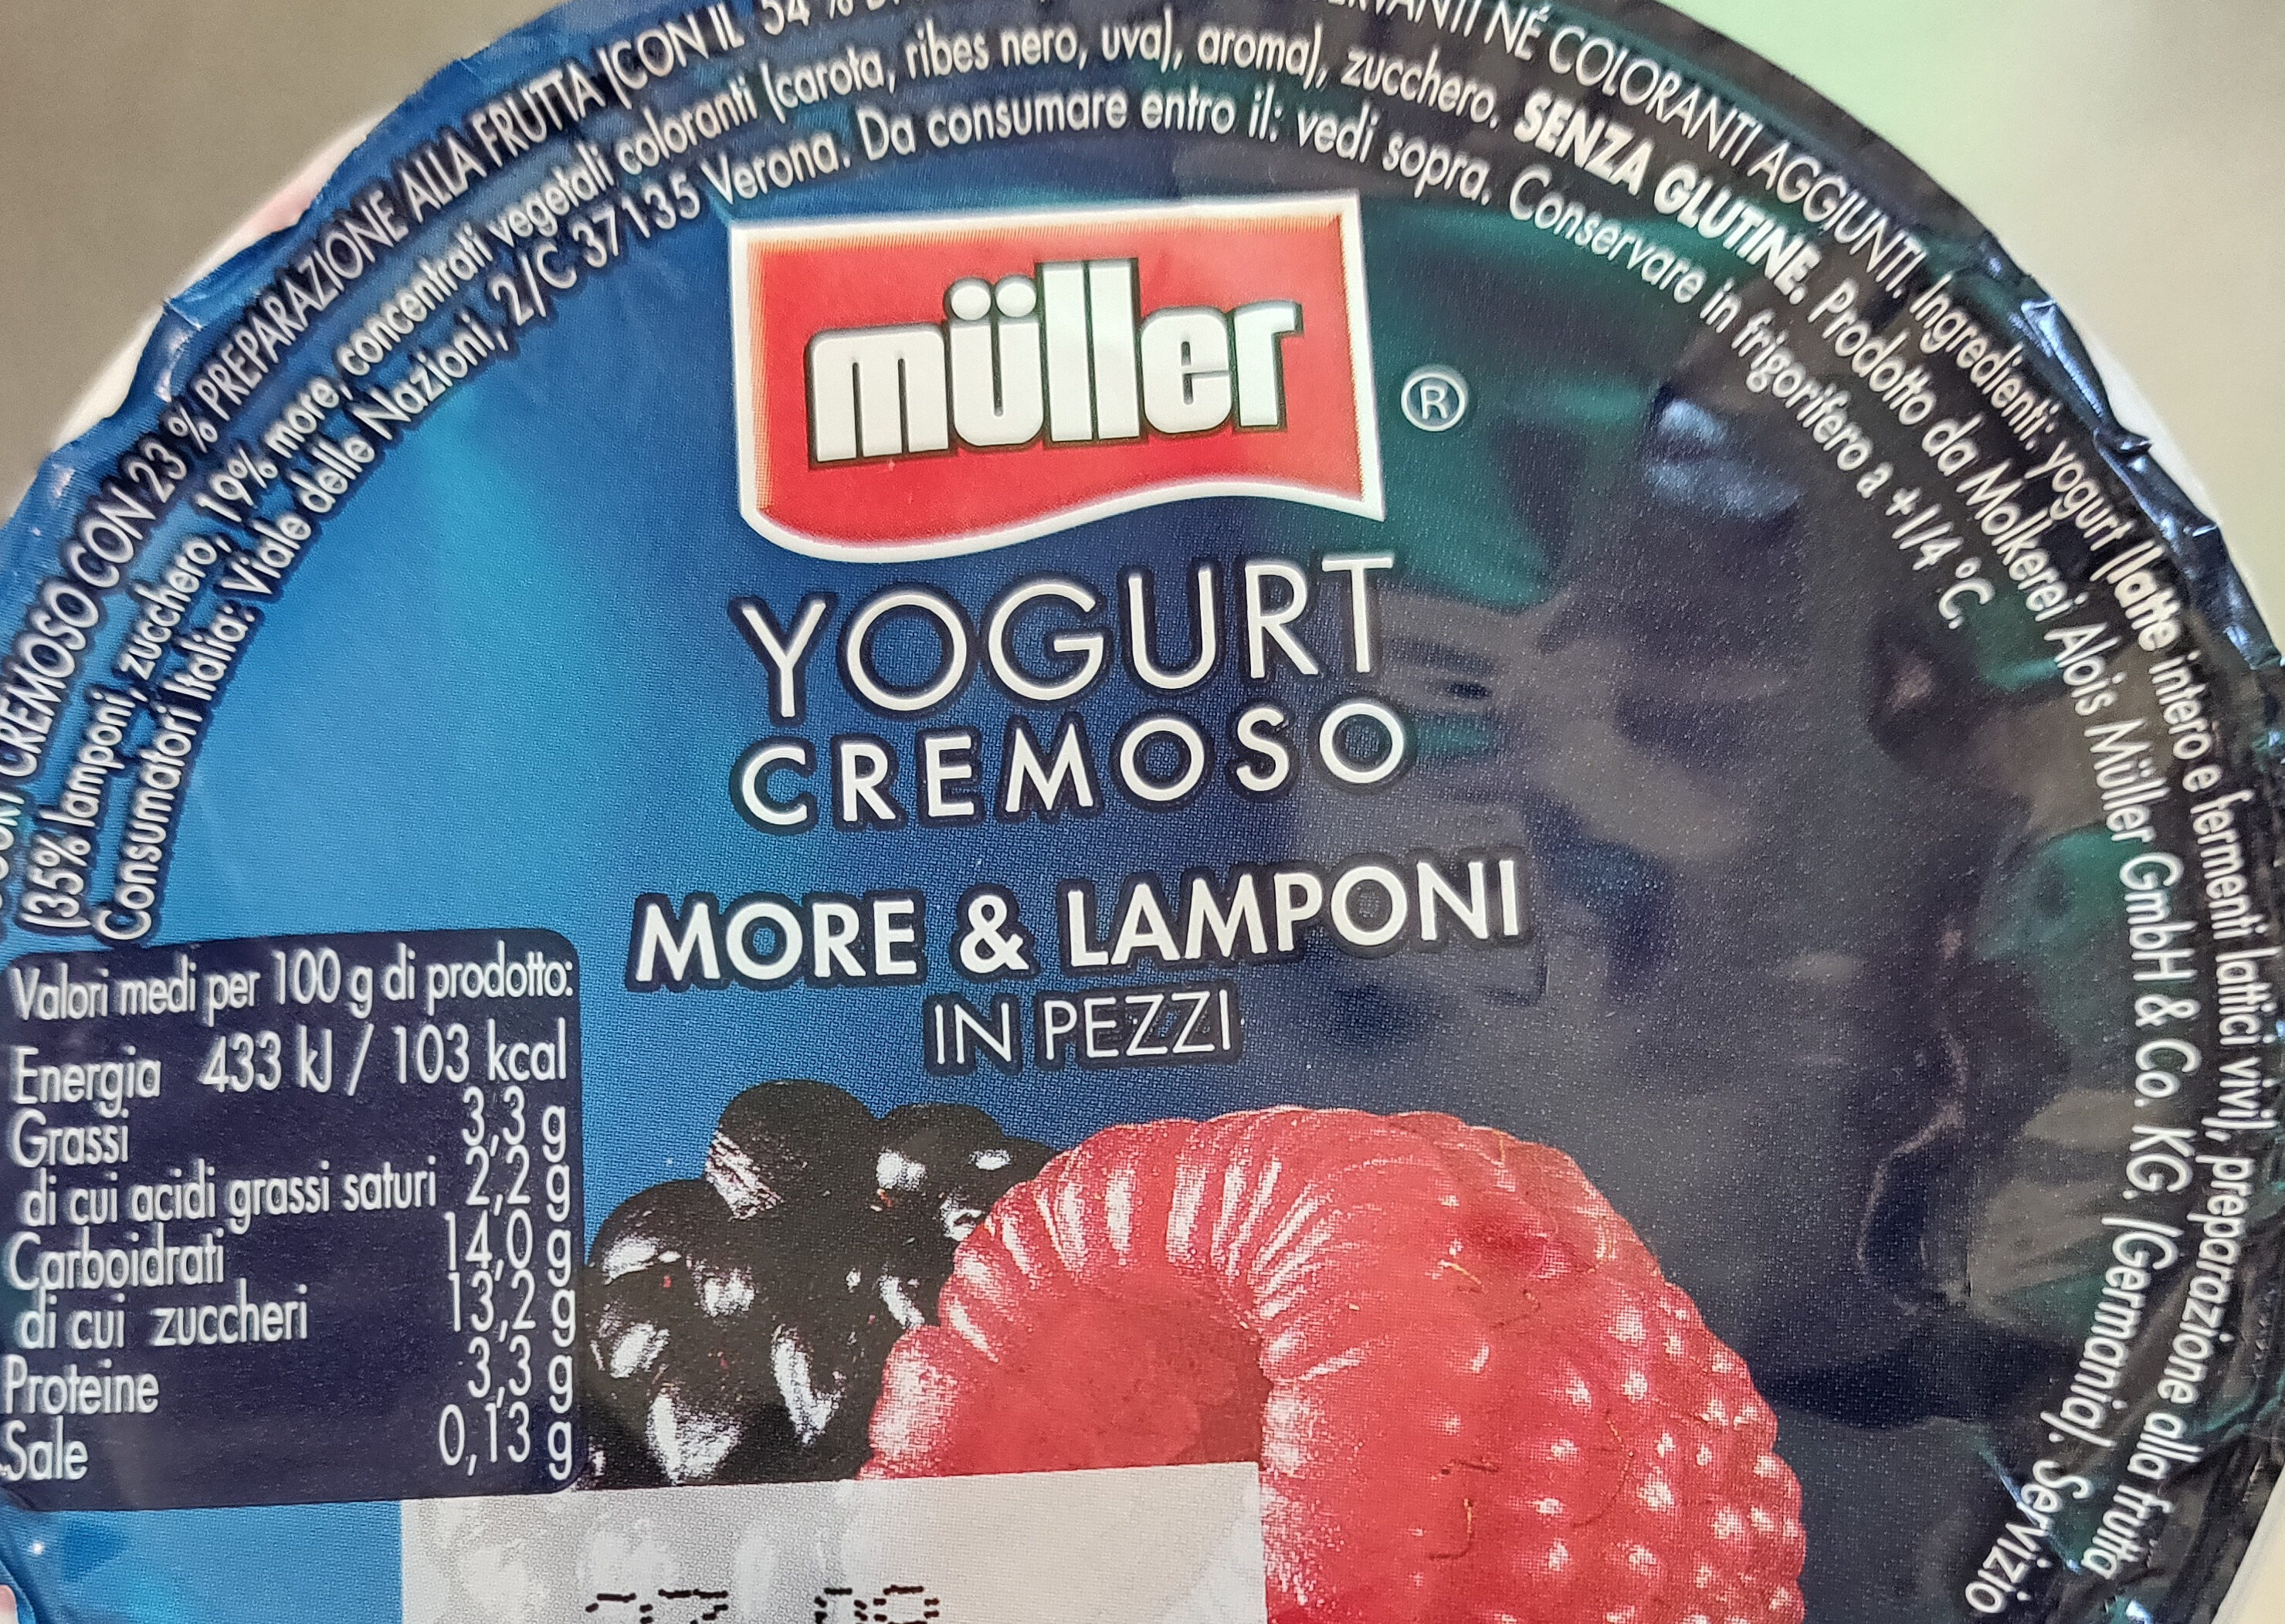 CREMOSO CON 23 % PREPARAZIONE ALLA FRUTTA (CON IL 54 %
NÉ COLORANTI AGGIUNTI. Ingredienti: yogurt (latte intero e fermenti lattici vivi), preparazione alla frutta
(35% lamponi, zucchero, 19% more, concentrati vegetali coloranti (carota, ribes nero, uva), aroma), zucchero. SENZA GLUTINE. Prodotto da Molkerei Alois Müller GmbH & Co. KG. (Germania). Servizio
Consumatori Italia: Viale delle Nazioni, 2/C 37135 Verona. Da consumare entro il: vedi sopra. Conservare in frigorifero a +1/4 °C.
müller ®
YOGURT
CREMOSO
MORE & LAMPONI
IN PEZZI
Valori medi per 100 g di prodotto:
Energia 433 kJ / 103 kcal
Grassi 3,3 g
di cui acidi grassi saturi 2,2 g
Carboidrati 14,0 g
di cui zuccheri 13,2 g
Proteine 3,3 g
Sale 0,13 g